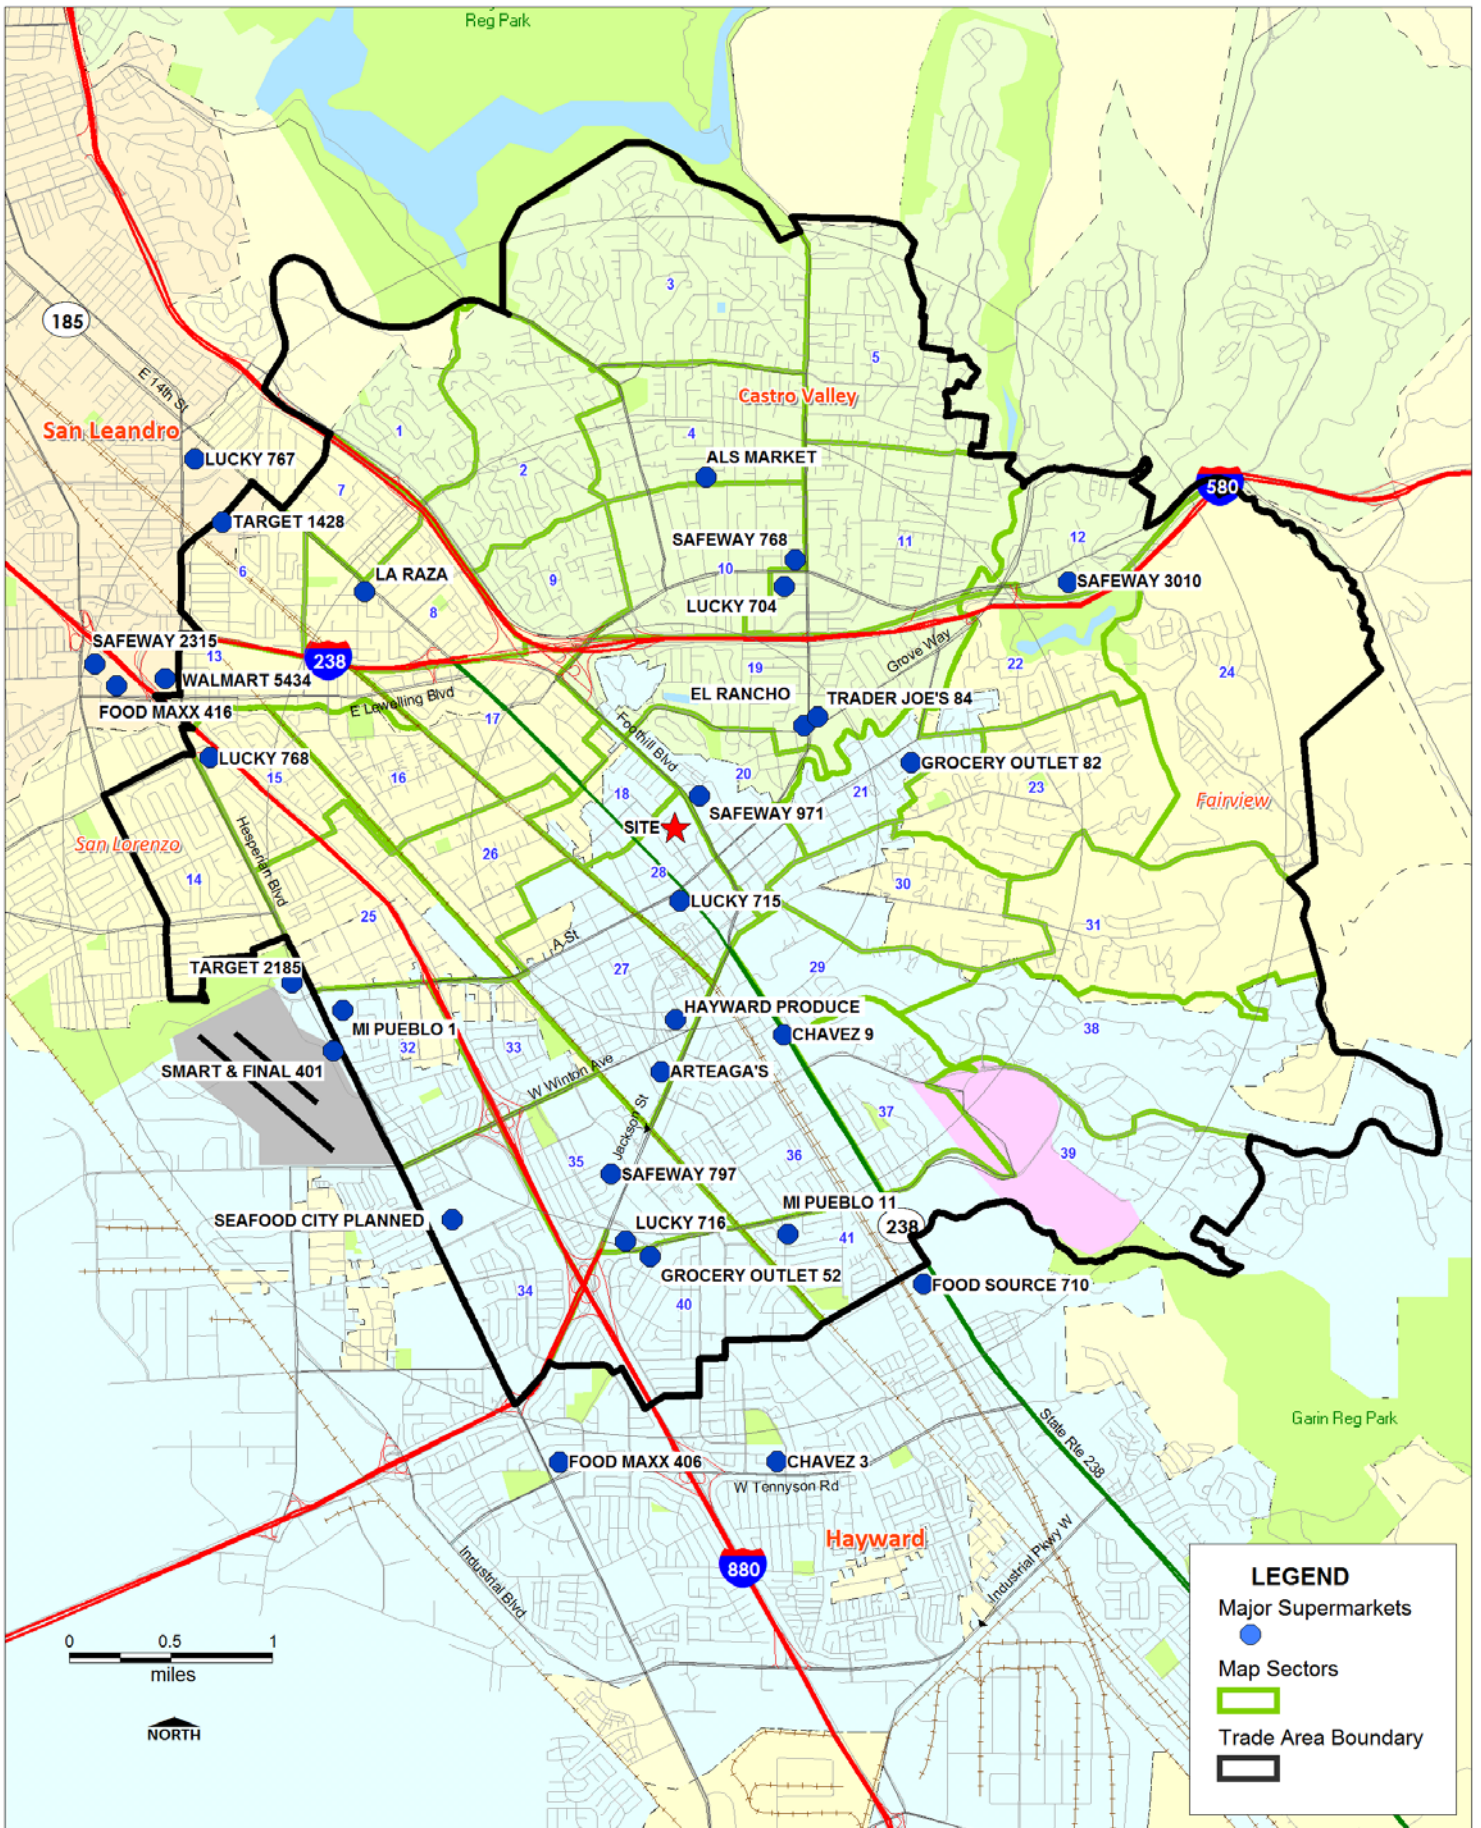 Reg Park
185
E 14th St
San Leandro
LUCKY 767
TARGET 1428
LA RAZA
1
2
3
4
5
6
7
8
9
10
11
12
Castro Valley
ALS MARKET
SAFEWAY 768
LUCKY 704
580
SAFEWAY 3010
SAFEWAY 2315
13
WALMART 5434
FOOD MAXX 416
238
E Lewelling Blvd
17
Grove Way
19
22
24
EL RANCHO
TRADER JOE'S 84
LUCKY 768
15
16
Foothill Blvd
20
18
21
GROCERY OUTLET 82
23
Fairview
SAFEWAY 971
SITE
San Lorenzo
Hesperian Blvd
14
26
28
30
25
LUCKY 715
31
A St
27
29
TARGET 2185
MI PUEBLO 1
32
33
SMART & FINAL 401
W Winton Ave
HAYWARD PRODUCE
CHAVEZ 9
38
ARTEAGA'S
Jackson St
37
39
35
36
SAFEWAY 797
SEAFOOD CITY PLANNED
LUCKY 716
MI PUEBLO 11
238
41
GROCERY OUTLET 52
34
40
FOOD SOURCE 710
State Rte 238
Garin Reg Park
FOOD MAXX 406
CHAVEZ 3
W Tennyson Rd
Hayward
880
Industrial Blvd
Industrial Pkwy W
0 0.5 1
miles
NORTH
LEGEND
Major Supermarkets
Map Sectors
Trade Area Boundary